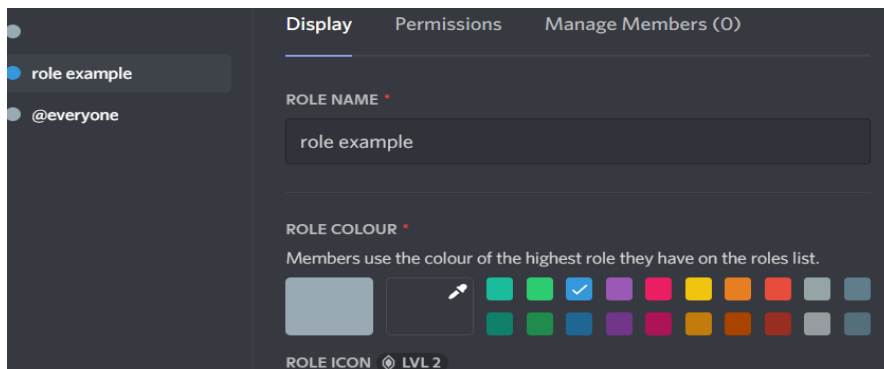 Display Permissions Manage Members (0)
role example
@everyone
ROLE NAME *
role example
ROLE COLOUR *
Members use the colour of the highest role they have on the roles list.
ROLE ICON LVL 2